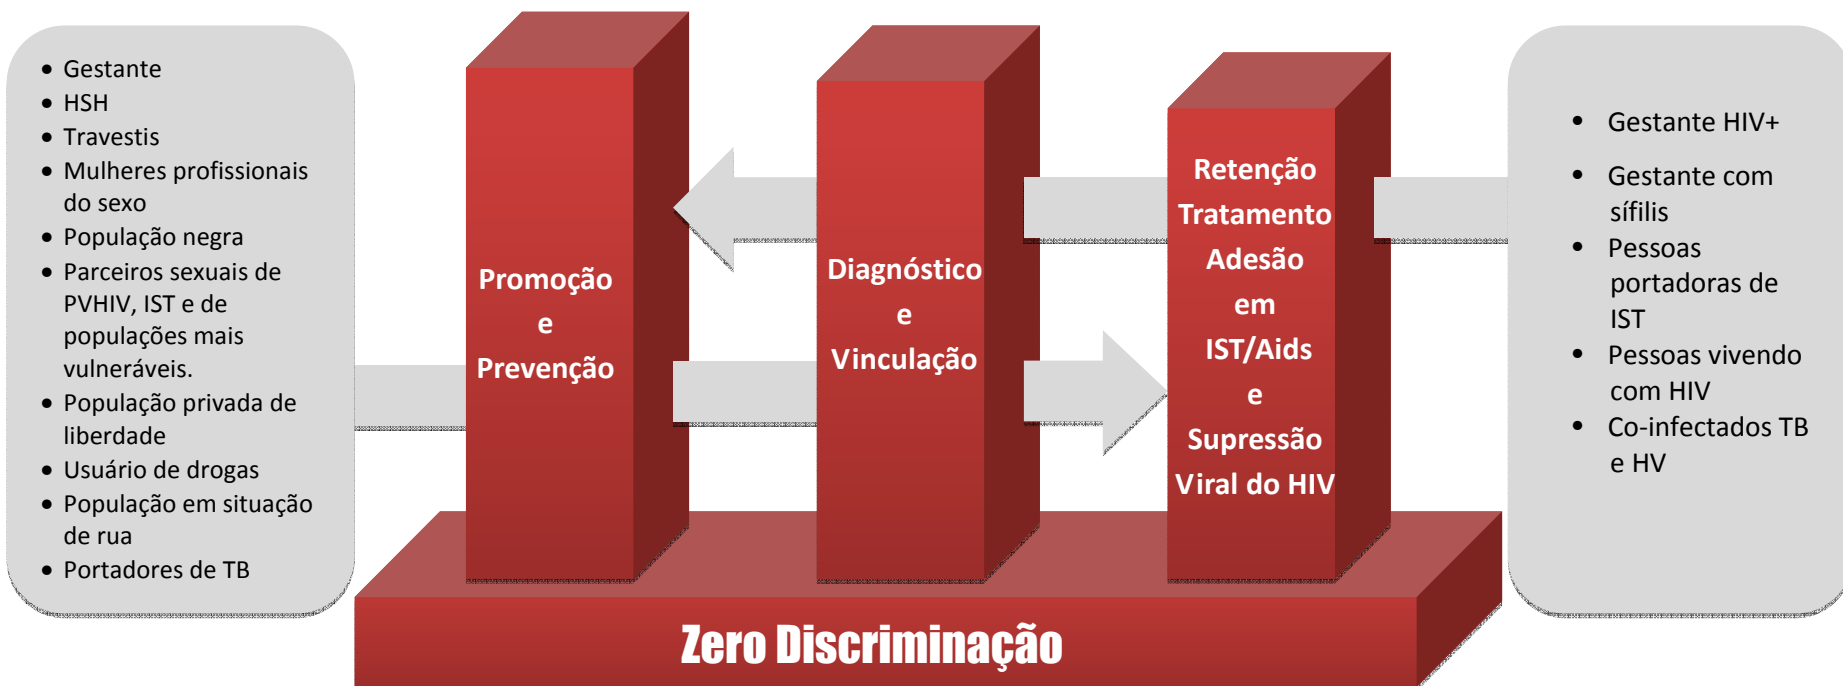 • Gestante
• HSH
• Travestis
• Mulheres profissionais
do sexo
• População negra
• Parceiros sexuais de
PVHIV, IST e de
populações mais
vulneráveis.
• População privada de
liberdade
• Usuário de drogas
• População em situação
de rua
• Portadores de TB
Promoção
e
Prevenção
Diagnóstico
e
Vinculação
Retenção
Tratamento
Adesão
em
IST/Aids
e
Supressão
Viral do HIV
• Gestante HIV+
• Gestante com
sífilis
• Pessoas
portadoras de
IST
• Pessoas vivendo
com HIV
• Co-infectados TB
e HV
Zero Discriminação